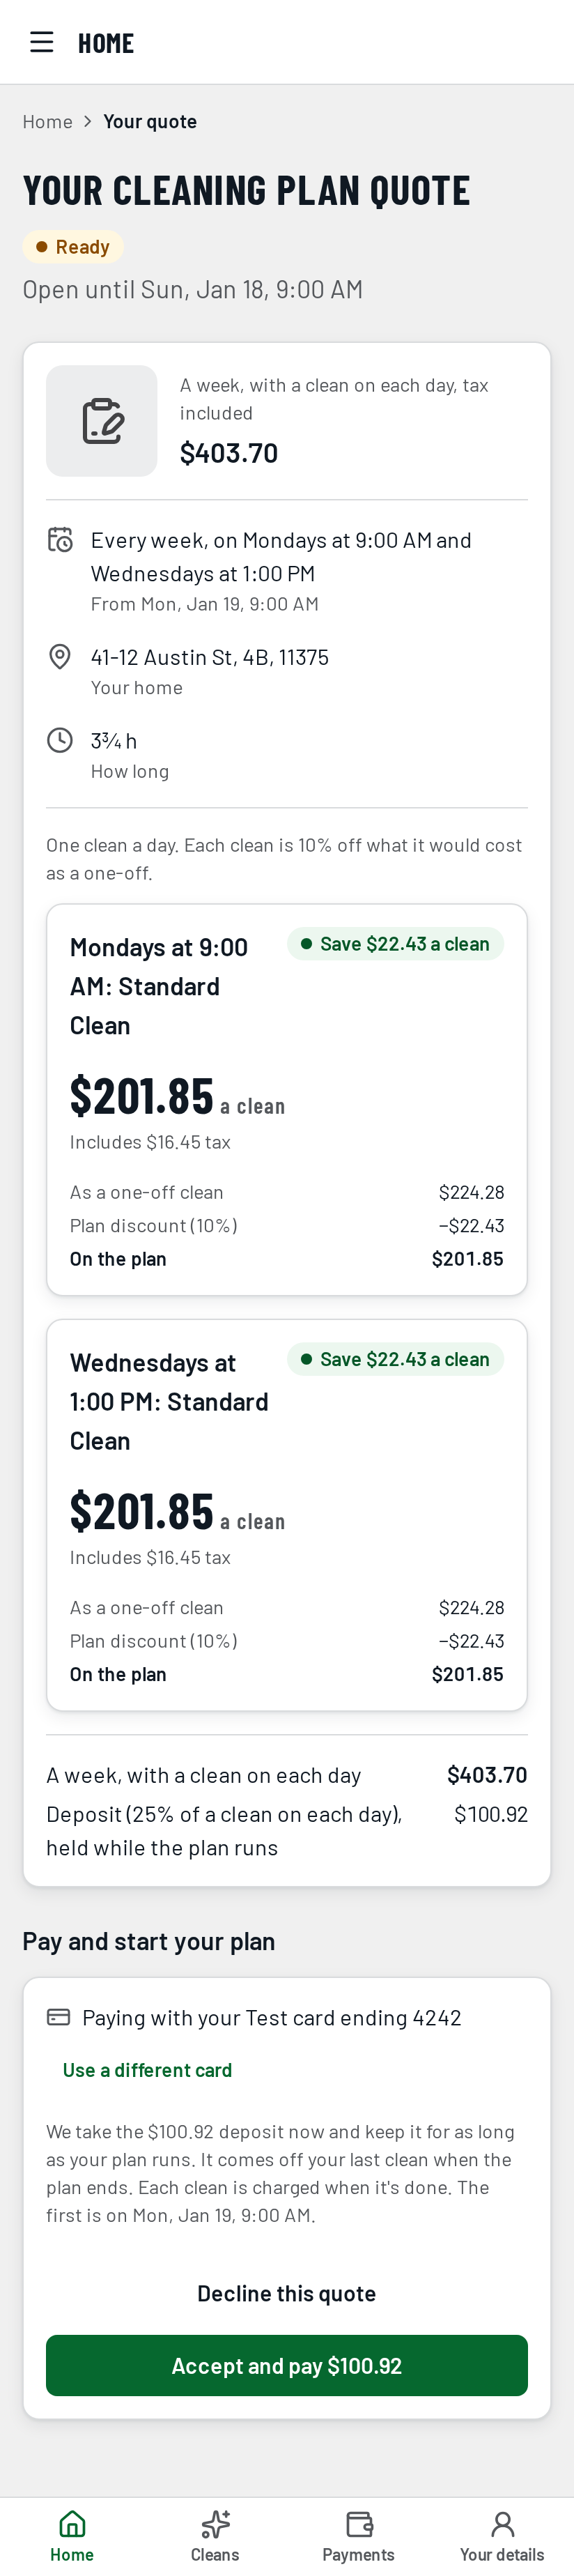 HOME
Home > Your quote
YOUR CLEANING PLAN QUOTE
Ready
Open until Sun, Jan 18, 9:00 AM
A week, with a clean on each day, tax
included
$403.70
Every week, on Mondays at 9:00 AM and
Wednesdays at 1:00 PM
From Mon, Jan 19, 9:00 AM
41-12 Austin St, 4B, 11375
Your home
3¾ h
How long
One clean a day. Each clean is 10% off what it would cost
as a one-off.
Mondays at 9:00
AM: Standard
Clean
Save $22.43 a clean
$201.85 a clean
Includes $16.45 tax
As a one-off clean $224.28
Plan discount (10%) −$22.43
On the plan $201.85
Wednesdays at
1:00 PM: Standard
Clean
Save $22.43 a clean
$201.85 a clean
Includes $16.45 tax
As a one-off clean $224.28
Plan discount (10%) −$22.43
On the plan $201.85
A week, with a clean on each day $403.70
Deposit (25% of a clean on each day), $100.92
held while the plan runs
Pay and start your plan
Paying with your Test card ending 4242
Use a different card
We take the $100.92 deposit now and keep it for as long
as your plan runs. It comes off your last clean when the
plan ends. Each clean is charged when it's done. The
first is on Mon, Jan 19, 9:00 AM.
Decline this quote
Accept and pay $100.92
Home Cleans Payments Your details